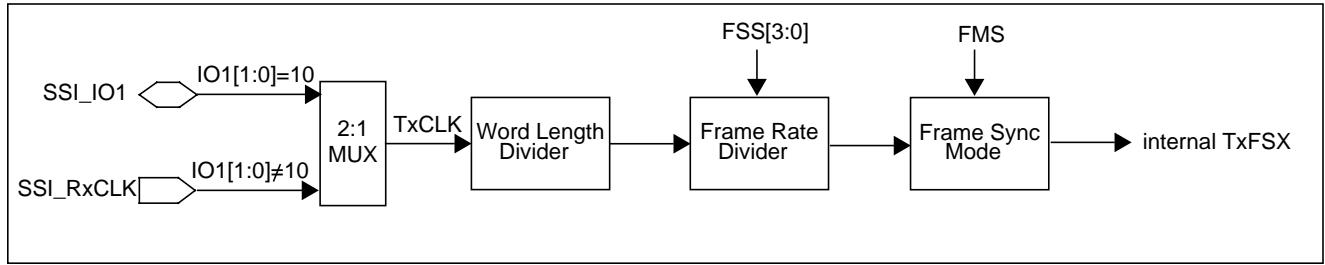 FSS[3:0]
FMS
SSI_IO1
IO1[1:0]=10
2:1
MUX
TxCLK
Word Length
Divider
Frame Rate
Divider
Frame Sync
Mode
internal TxFSX
SSI_RxCLK
IO1[1:0]≠10